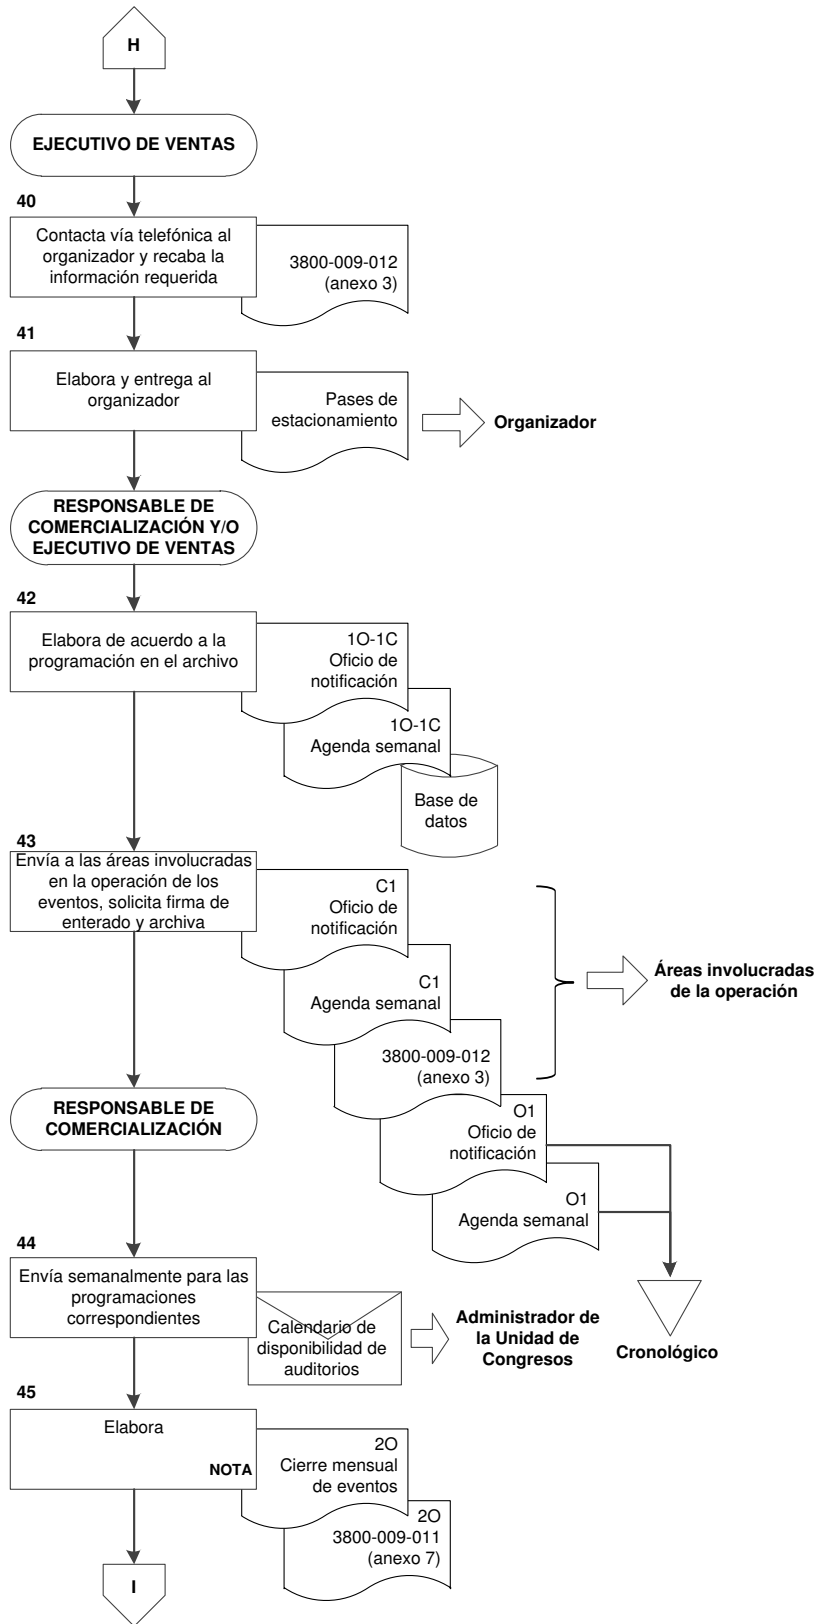 H
EJECUTIVO DE VENTAS
40
Contacta vía telefónica al
organizador y recaba la
información requerida
3800-009-012
(anexo 3)
41
Elabora y entrega al
organizador
Pases de
estacionamiento
Organizador
RESPONSABLE DE
COMERCIALIZACIÓN Y/O
EJECUTIVO DE VENTAS
42
Elabora de acuerdo a la
programación en el archivo
1O-1C
Oficio de
notificación
1O-1C
Agenda semanal
Base de
datos
43
Envía a las áreas involucradas
en la operación de los
eventos, solicita firma de
enterado y archiva
C1
Oficio de
notificación
C1
Agenda semanal
3800-009-012
(anexo 3)
Áreas involucradas
de la operación
O1
Oficio de
notificación
O1
Agenda semanal
Cronológico
RESPONSABLE DE
COMERCIALIZACIÓN
44
Envía semanalmente para las
programaciones
correspondientes
Calendario de
disponibilidad de
auditorios
Administrador de
la Unidad de
Congresos
45
Elabora
NOTA
2O
Cierre mensual
de eventos
2O
3800-009-011
(anexo 7)
I